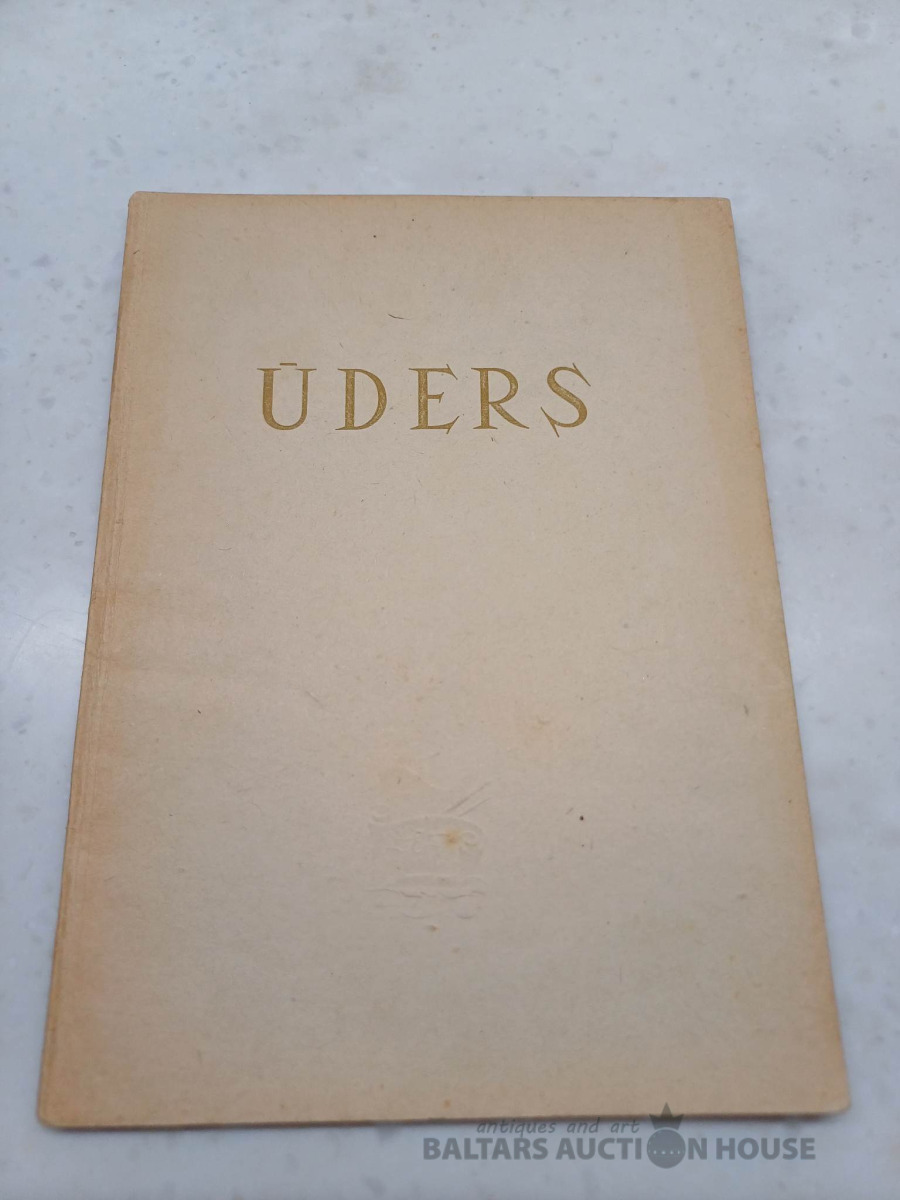 ŪDERS
antiques and art
BALTARS AUCTION HOUSE